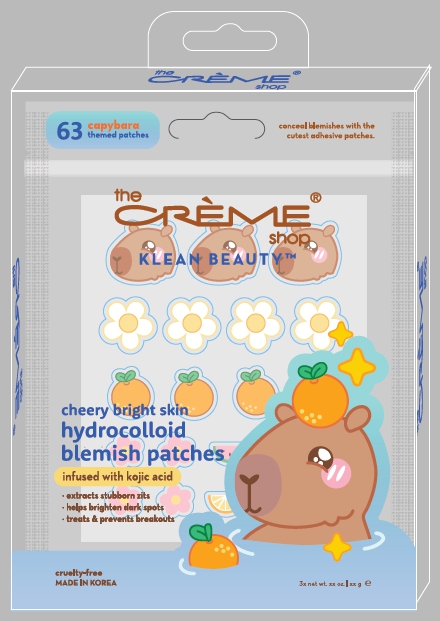 the
CRÈME®
shop
63 capybara
themed patches
conceal blemishes with the
cutest adhesive patches.
the
CRÈME®
shop
KLEAN BEAUTY™
cheery bright skin
hydrocolloid
blemish patches
infused with kojic acid
· extracts stubborn zits
· helps brighten dark spots
· treats & prevents breakouts
cruelty-free
MADE IN KOREA
3x net wt. xx oz. | xx g ℮